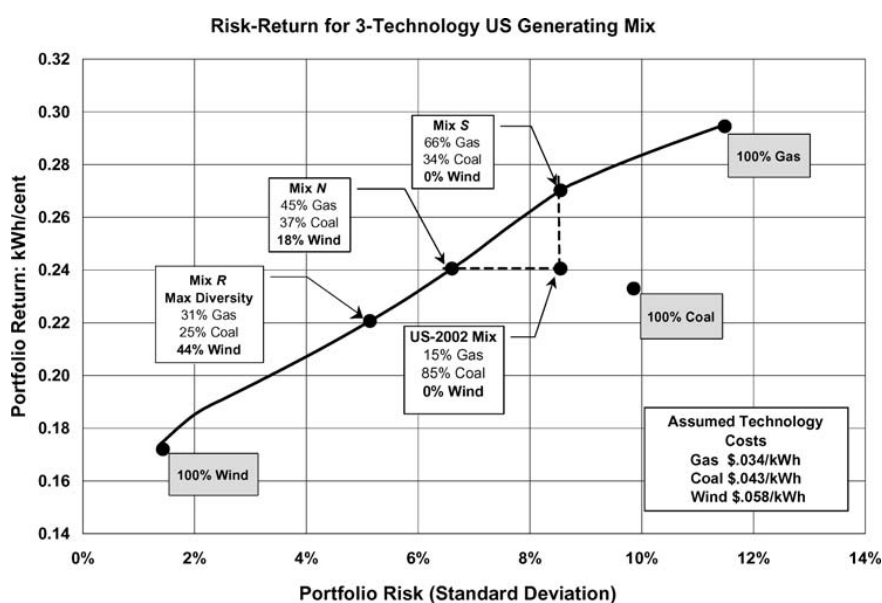 Risk-Return for 3-Technology US Generating Mix
Portfolio Return: kWh/cent
0.32
0.30
0.28
0.26
0.24
0.22
0.20
0.18
0.16
0.14
Mix S
66% Gas
34% Coal
0% Wind
100% Gas
Mix N
45% Gas
37% Coal
18% Wind
Mix R
Max Diversity
31% Gas
25% Coal
44% Wind
100% Coal
US-2002 Mix
15% Gas
85% Coal
0% Wind
100% Wind
Assumed Technology
Costs
Gas $.034/kWh
Coal $.043/kWh
Wind $.058/kWh
0%
2%
4%
6%
8%
10%
12%
14%
Portfolio Risk (Standard Deviation)